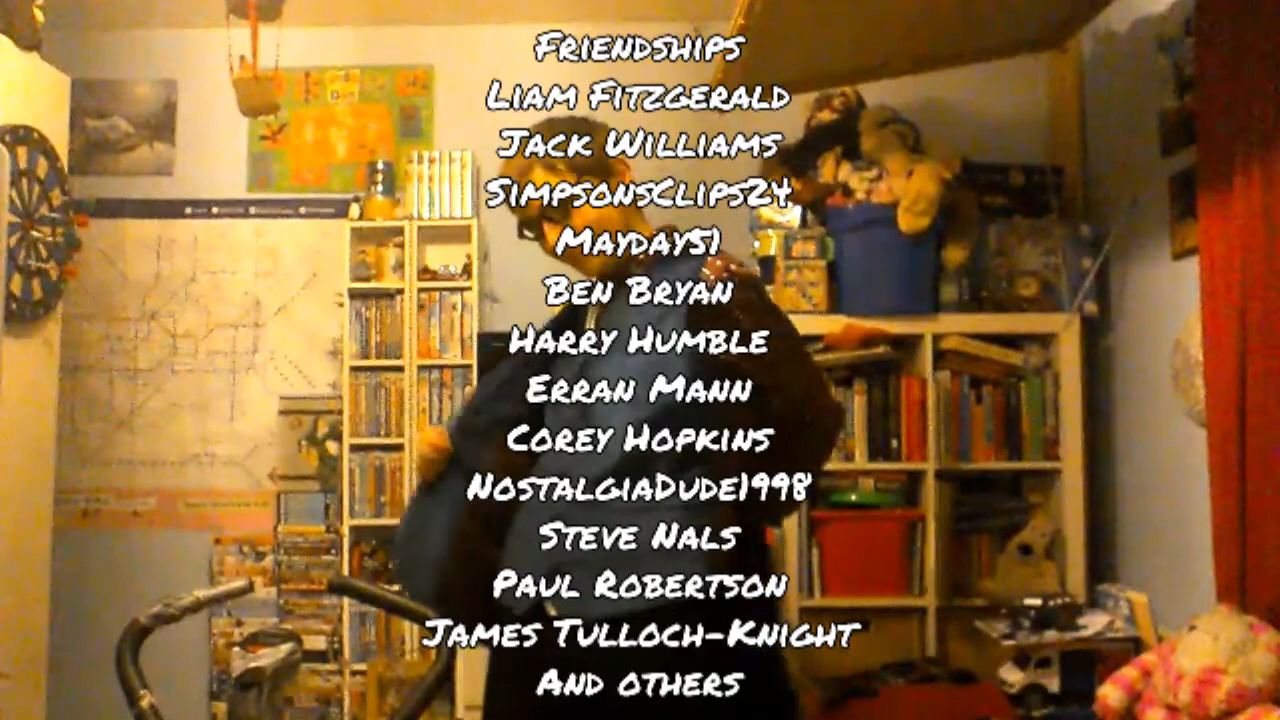 Friendships
Liam Fitzgerald
Jack Williams
SimpsonsClips24
Mayday51
Ben Bryan
Harry Humble
Erran Mann
Corey Hopkins
NostalgiaDude1998
Steve Nals
Paul Robertson
James Tulloch-Knight
And others